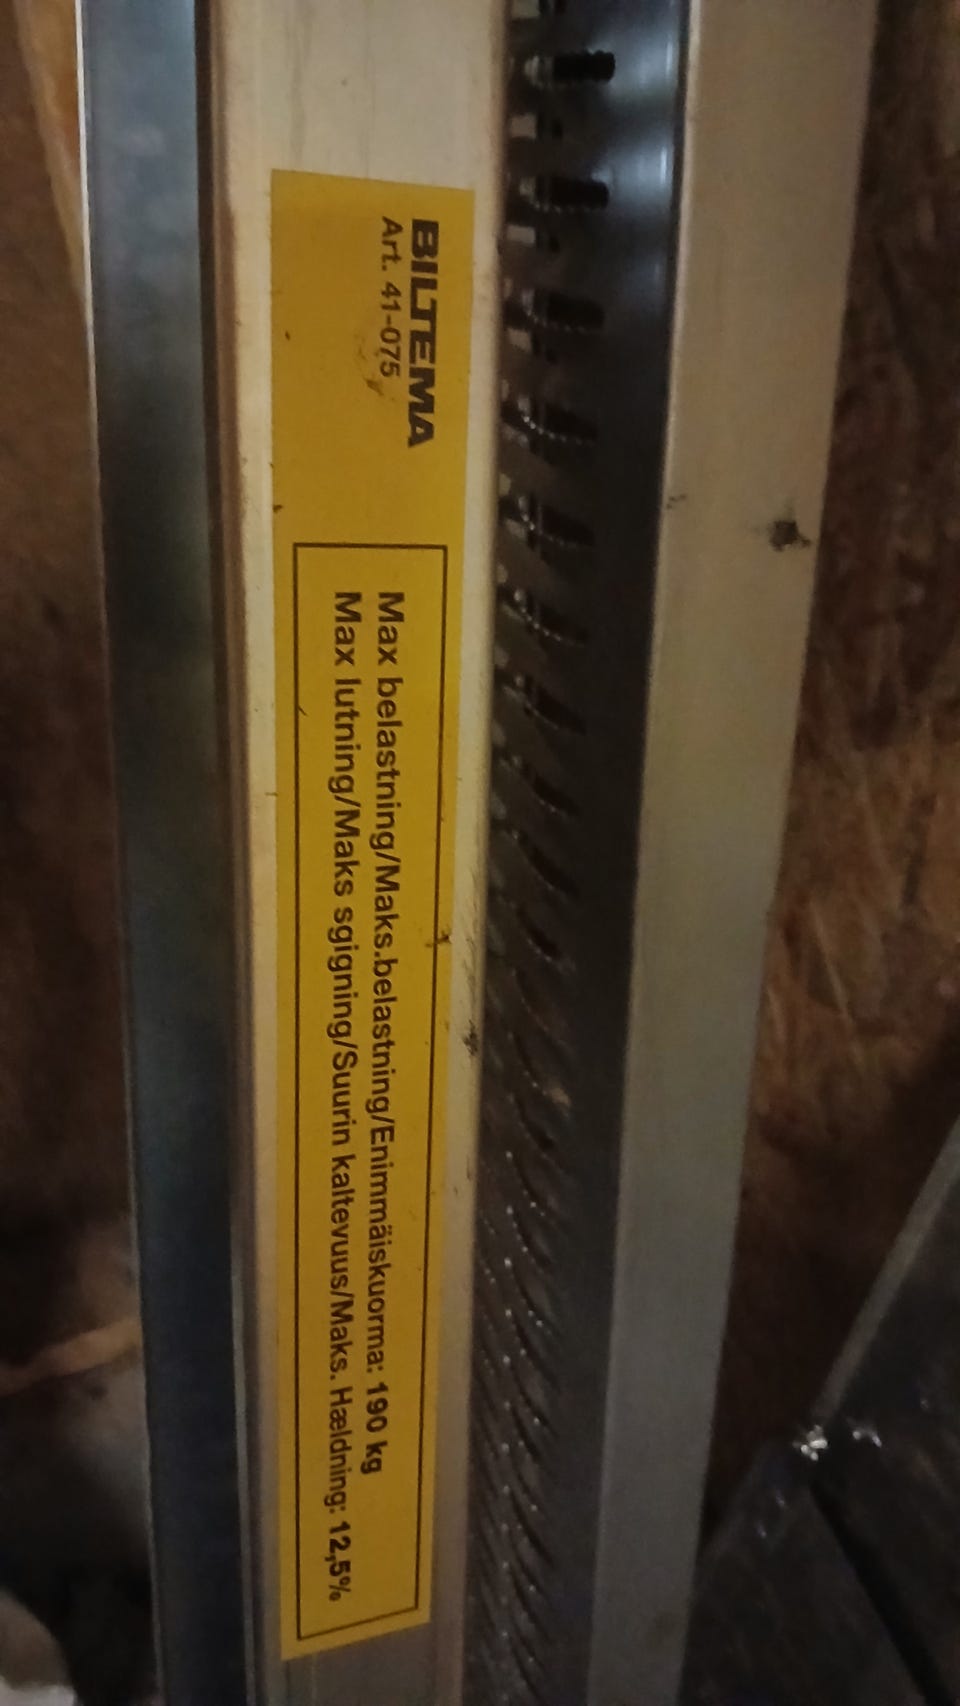 BILTEMA
Art. 41-075
Max belastning/Maks.belastning/Enimmäiskuorma: 190 kg
Max lutning/Maks sgigning/Suurin kaltevuus/Maks. Hældning: 12,5%